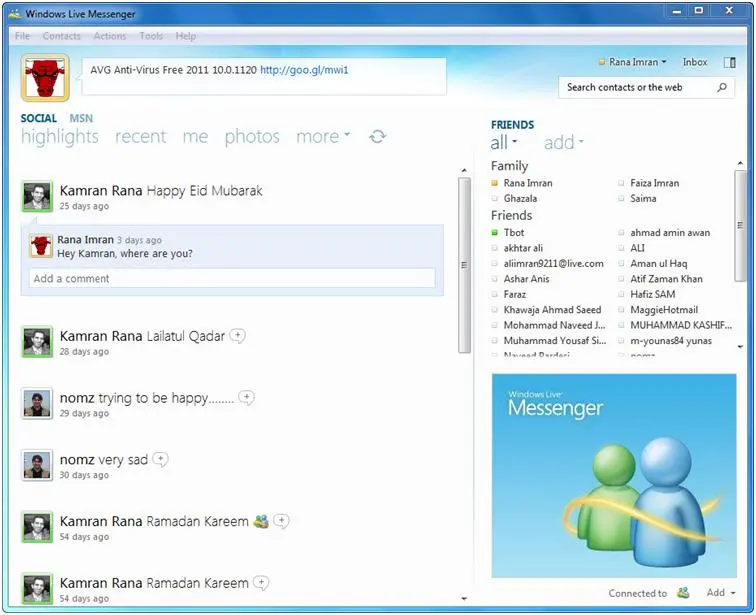 Windows Live Messenger
File Contacts Actions Tools Help
AVG Anti-Virus Free 2011 10.0.1120 http://goo.gl/mwi1
Rana Imran Inbox
Search contacts or the web
SOCIAL MSN
highlights recent me photos more
Kamran Rana Happy Eid Mubarak
25 days ago
Rana Imran 3 days ago
Hey Kamran, where are you?
Add a comment
Kamran Rana Lailatul Qadar
28 days ago
nomz trying to be happy........
29 days ago
nomz very sad
30 days ago
Kamran Rana Ramadan Kareem
54 days ago
Kamran Rana Ramadan Kareem
54 days ago
FRIENDS
all add
Family
Rana Imran Faiza Imran
Ghazala Saima
Friends
Tbot ahmad amin awan
akhtar ali ALI
aliimran9211@live.com Aman ul Haq
Ashar Anis Atif Zaman Khan
Faraz Hafiz SAM
Khawaja Ahmad Saeed MaggieHotmail
Mohammad Naveed J... MUHAMMAD KASHIF...
Muhammad Yousaf Si... m-younas84 yunas
Naveed Pardesi noma
Windows Live
Messenger
Connected to Add